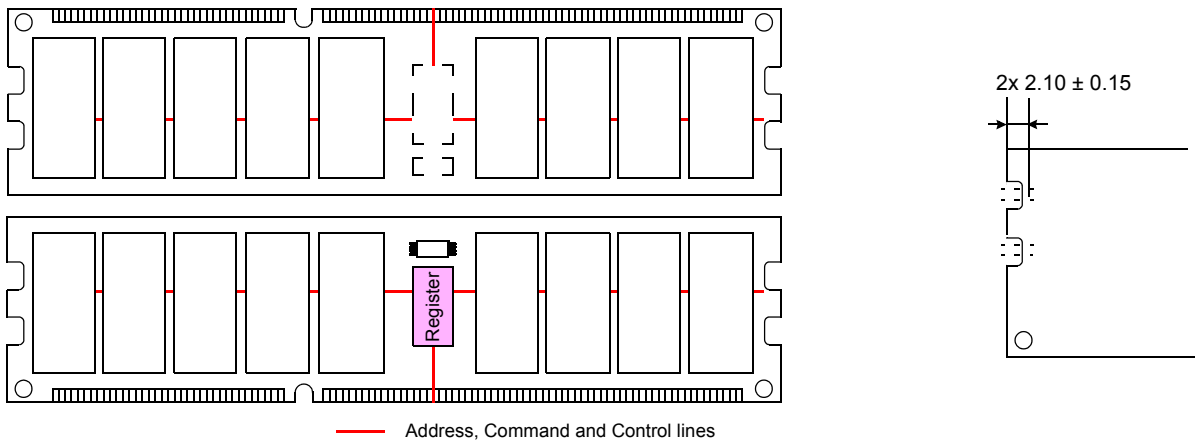 2x 2.10 ± 0.15
Register
Address, Command and Control lines